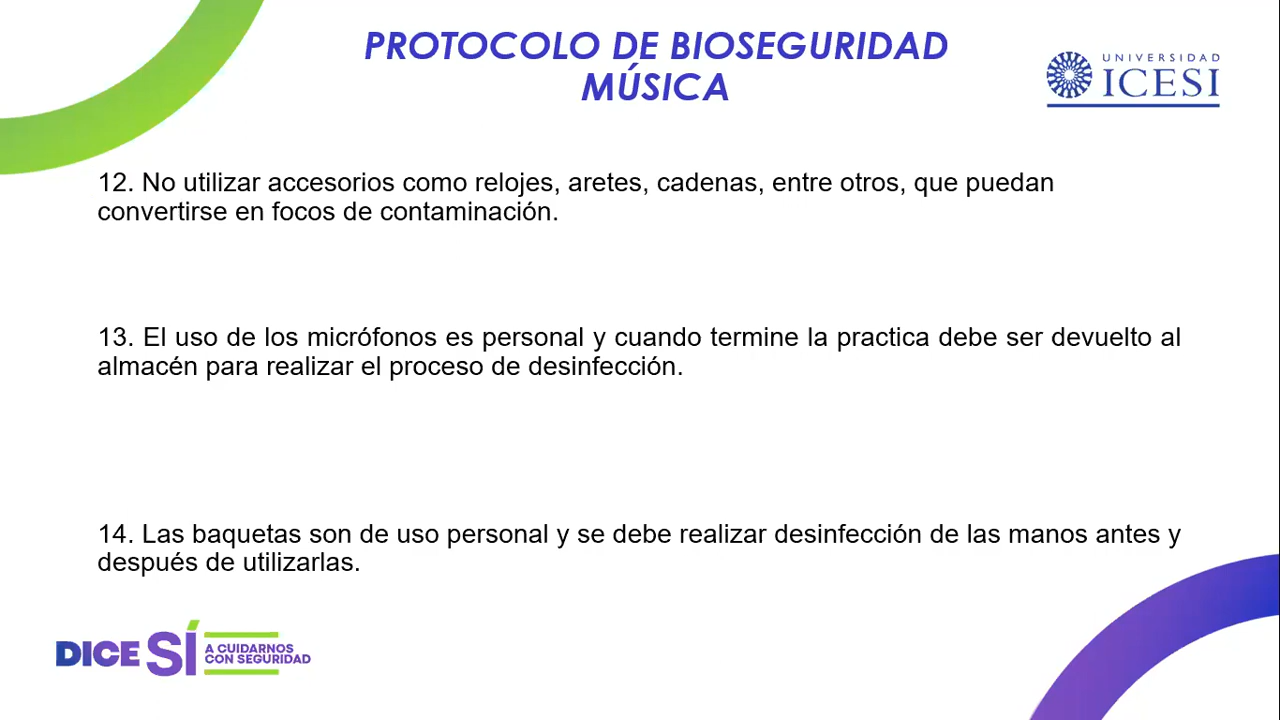 PROTOCOLO DE BIOSEGURIDAD
MÚSICA
UNIVERSIDAD
ICESI
12. No utilizar accesorios como relojes, aretes, cadenas, entre otros, que puedan
convertirse en focos de contaminación.
13. El uso de los micrófonos es personal y cuando termine la practica debe ser devuelto al
almacén para realizar el proceso de desinfección.
14. Las baquetas son de uso personal y se debe realizar desinfección de las manos antes y
después de utilizarlas.
DICE SÍ
A CUIDARNOS
CON SEGURIDAD